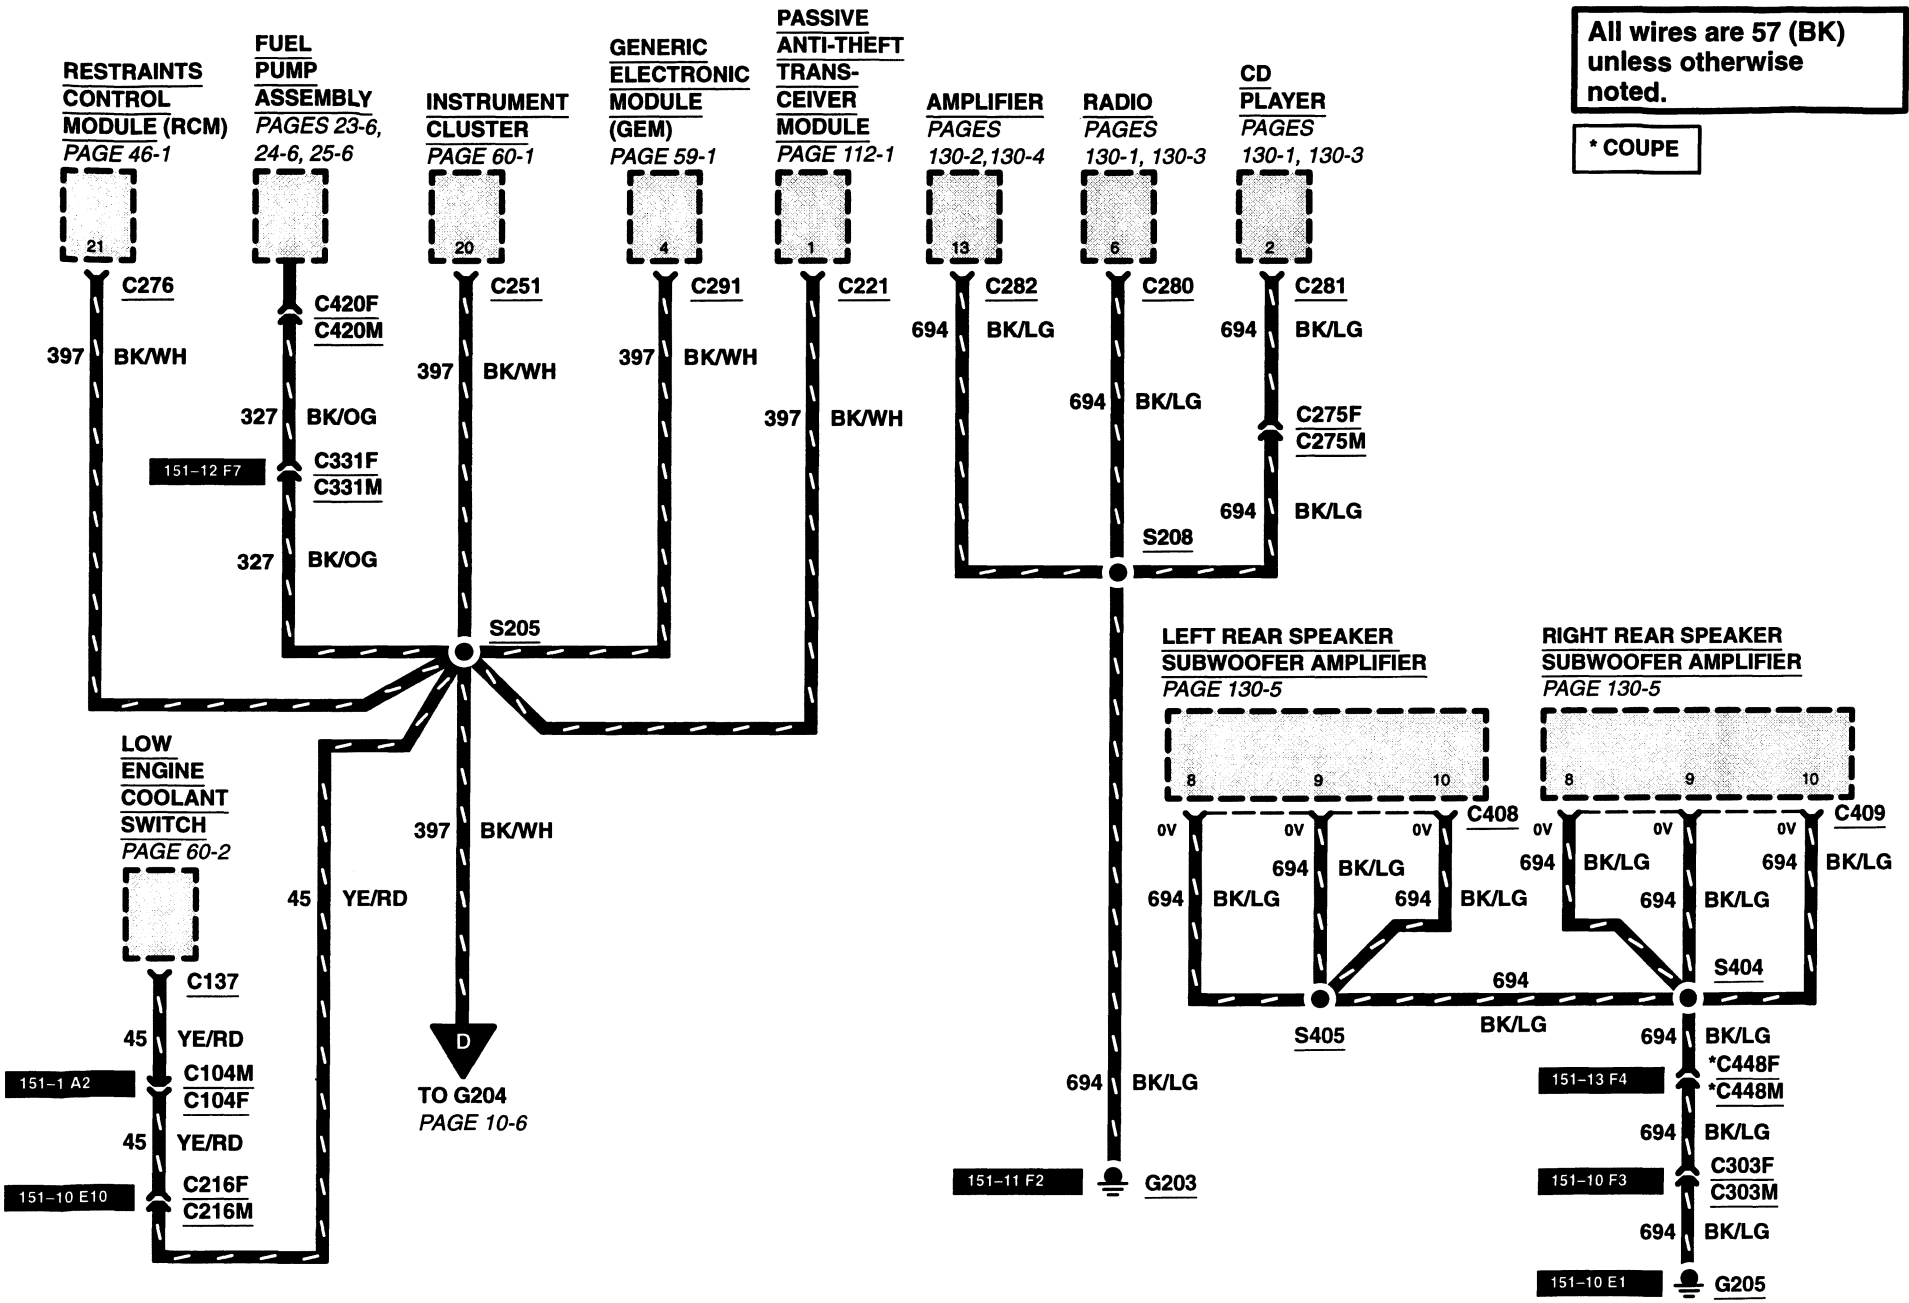 RESTRAINTS
CONTROL
MODULE (RCM)
PAGE 46-1
21
C276
397 BK/WH
FUEL
PUMP
ASSEMBLY
PAGES 23-6,
24-6, 25-6
C420F
C420M
327 BK/OG
151-12 F7
C331F
C331M
327 BK/OG
INSTRUMENT
CLUSTER
PAGE 60-1
20
C251
397 BK/WH
GENERIC
ELECTRONIC
MODULE
(GEM)
PAGE 59-1
4
C291
397 BK/WH
PASSIVE
ANTI-THEFT
TRANS-
CEIVER
MODULE
PAGE 112-1
1
C221
397 BK/WH
AMPLIFIER
PAGES
130-2,130-4
13
C282
694 BK/LG
RADIO
PAGES
130-1, 130-3
6
C280
694 BK/LG
CD
PLAYER
PAGES
130-1, 130-3
2
C281
694 BK/LG
C275F
C275M
694 BK/LG
All wires are 57 (BK)
unless otherwise
noted.
* COUPE
S208
S205
LOW
ENGINE
COOLANT
SWITCH
PAGE 60-2
C137
45 YE/RD
151-1 A2
C104M
C104F
45 YE/RD
151-10 E10
C216F
C216M
45 YE/RD
397 BK/WH
D
TO G204
PAGE 10-6
694 BK/LG
151-11 F2
G203
LEFT REAR SPEAKER
SUBWOOFER AMPLIFIER
PAGE 130-5
8 9 10
0V 0V 0V C408
694 BK/LG
694 BK/LG
694 BK/LG
S405
694
BK/LG
RIGHT REAR SPEAKER
SUBWOOFER AMPLIFIER
PAGE 130-5
8 9 10
0V 0V 0V C409
694 BK/LG
694 BK/LG
694 BK/LG
S404
694 BK/LG
151-13 F4
*C448F
*C448M
694 BK/LG
151-10 F3
C303F
C303M
694 BK/LG
151-10 E1
G205